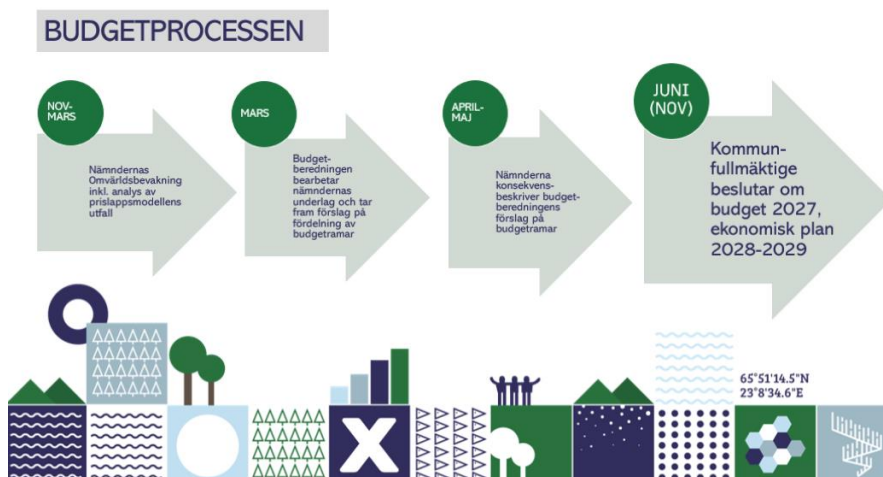 BUDGETPROCESSEN
NOV-
MARS
Nämndernas
Omvärldsbevakning
inkl. analys av
prislappsmodellens
utfall
MARS
Budget-
beredningen
bearbetar
nämndernas
underlag och tar
fram förslag på
fördelning av
budgetramar
APRIL-
MAJ
Nämnderna
konsekvens-
beskriver budget-
beredningens
förslag på
budgetramar
JUNI
(NOV)
Kommun-
fullmäktige
beslutar om
budget 2027,
ekonomisk plan
2028-2029
65°51'14.5"N
23°8'34.6"E
X